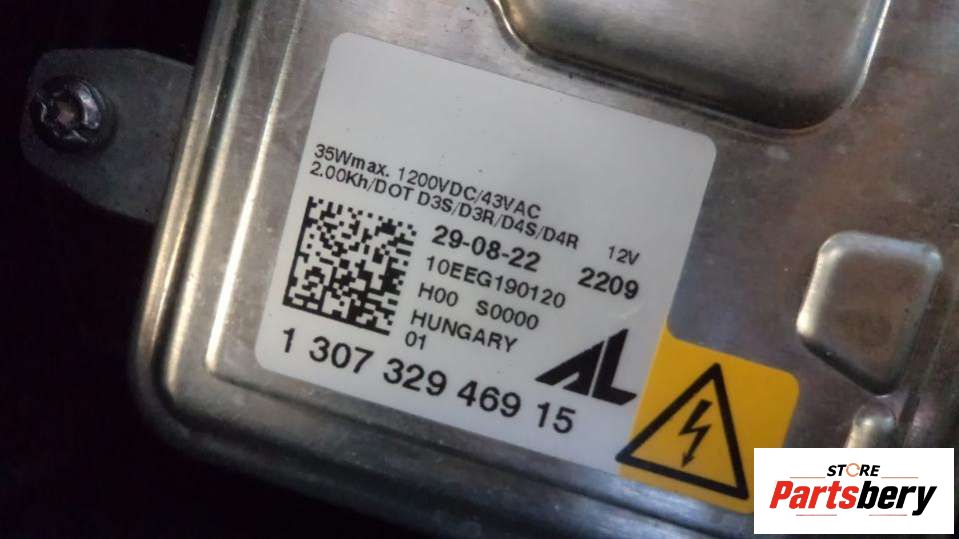 35Wmax. 1200VDC/43VAC
2.00Kh/DOT D3S/D3R/D4S/D4R 12V
29-08-22 2209
10EEG190120
H00 S0000
HUNGARY
01
1 307 329 469 15
AL
STORE
Partsbery